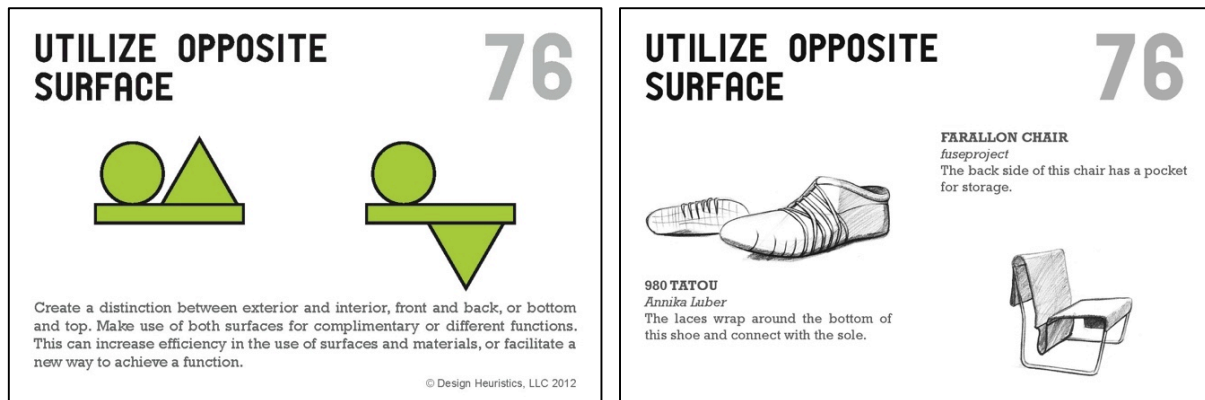 UTILIZE OPPOSITE
SURFACE
76
Create a distinction between exterior and interior, front and back, or bottom
and top. Make use of both surfaces for complimentary or different functions.
This can increase efficiency in the use of surfaces and materials, or facilitate a
new way to achieve a function.
© Design Heuristics, LLC 2012
UTILIZE OPPOSITE
SURFACE
76
FARALLON CHAIR
fuseproject
The back side of this chair has a pocket
for storage.
980 TATOU
Annika Luber
The laces wrap around the bottom of
this shoe and connect with the sole.